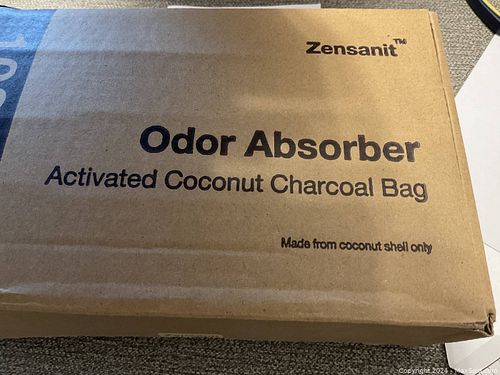 Zensanit™
Odor Absorber
Activated Coconut Charcoal Bag
Made from coconut shell only